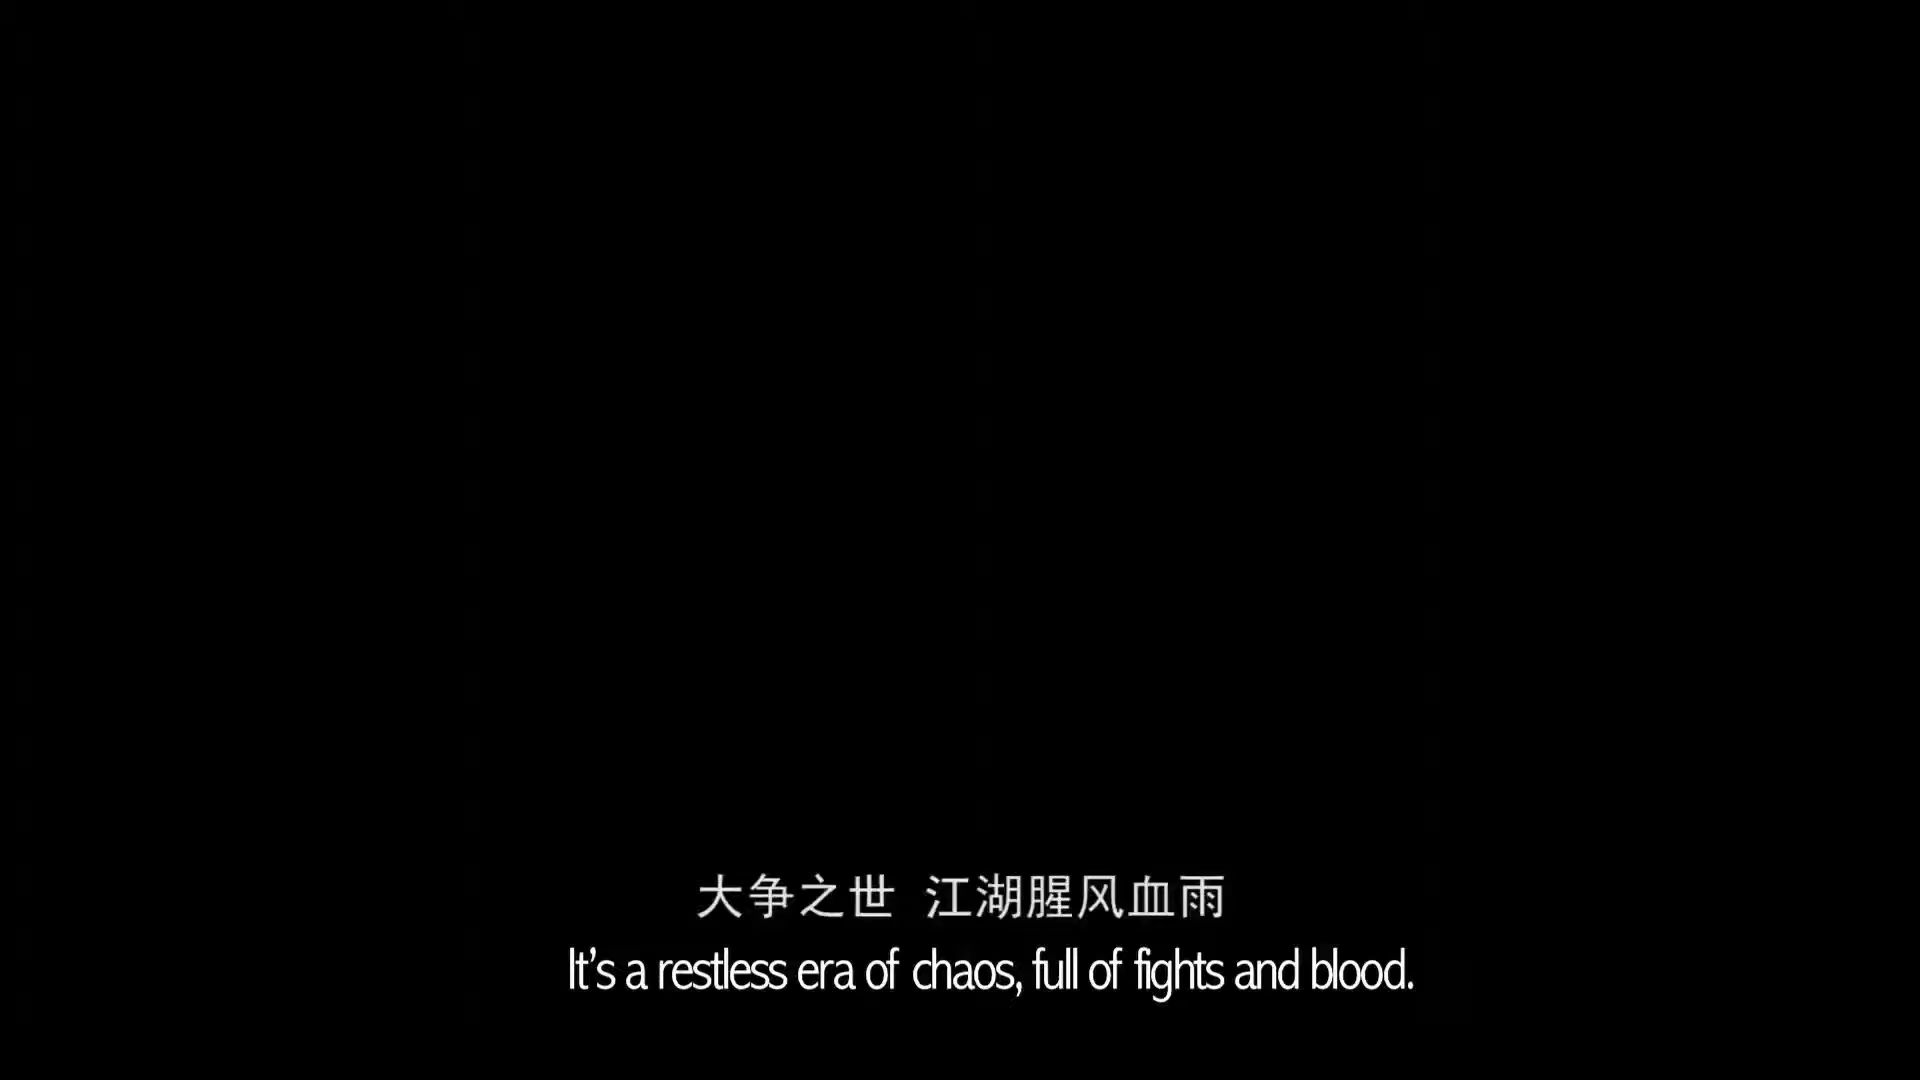 大争之世 江湖腥风血雨
It's a restless era of chaos, full of fights and blood.